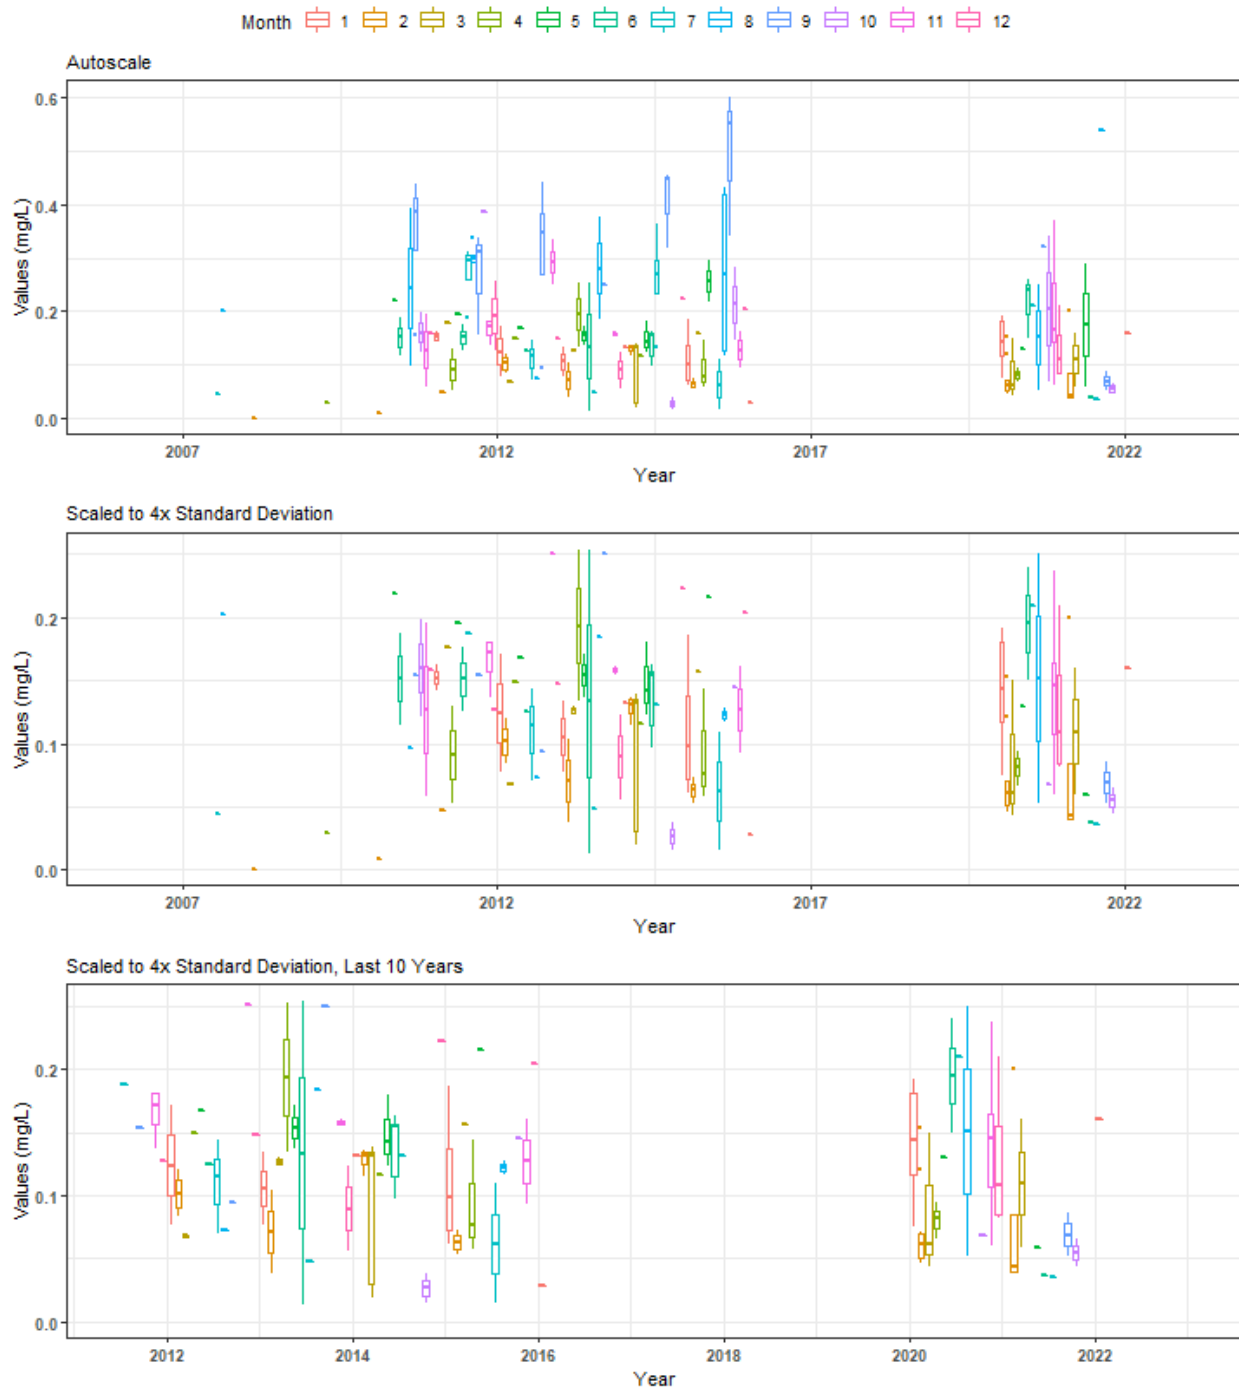 Month 1 2 3 4 5 6 7 8 9 10 11 12
Autoscale
0.6
0.4
0.2
0.0
Values (mg/L)
2007 2012 2017 2022
Year
Scaled to 4x Standard Deviation
0.2
0.1
0.0
Values (mg/L)
2007 2012 2017 2022
Year
Scaled to 4x Standard Deviation, Last 10 Years
0.2
0.1
0.0
Values (mg/L)
2012 2014 2016 2018 2020 2022
Year